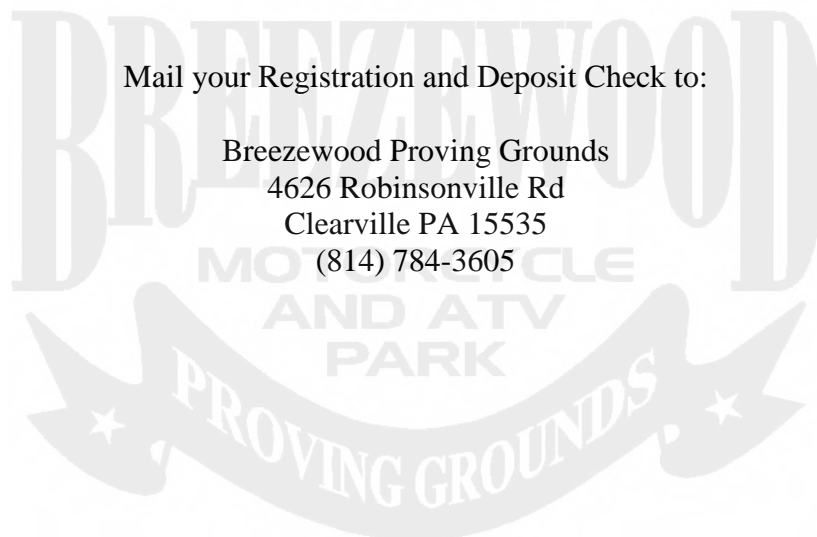 BREEZEWOOD
Mail your Registration and Deposit Check to:
Breezewood Proving Grounds
4626 Robinsonville Rd
Clearville PA 15535
(814) 784-3605
MOTORCYCLE
AND ATV
PARK
PROVING GROUNDS